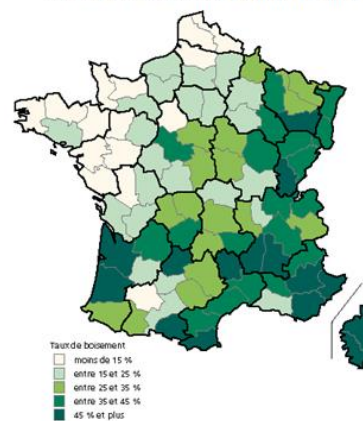 Taux de boisement
moins de 15 %
entre 15 et 25 %
entre 25 et 35 %
entre 35 et 45 %
45 % et plus